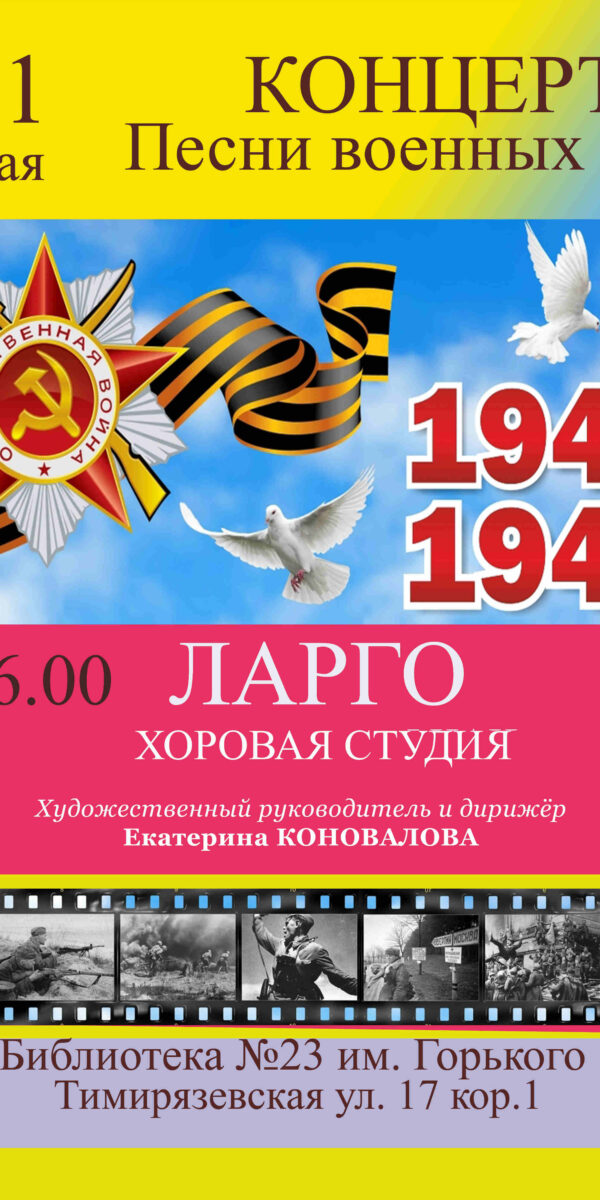 1
КОНЦЕРТ
ая
Песни военных
ВЕННАЯ ВОЙНА
194
194
6.00
ЛАРГО
ХОРОВАЯ СТУДИЯ
Художественный руководитель и дирижёр
Екатерина КОНОВАЛОВА
МОСКВА
Библиотека №23 им. Горького
Тимирязевская ул. 17 кор.1